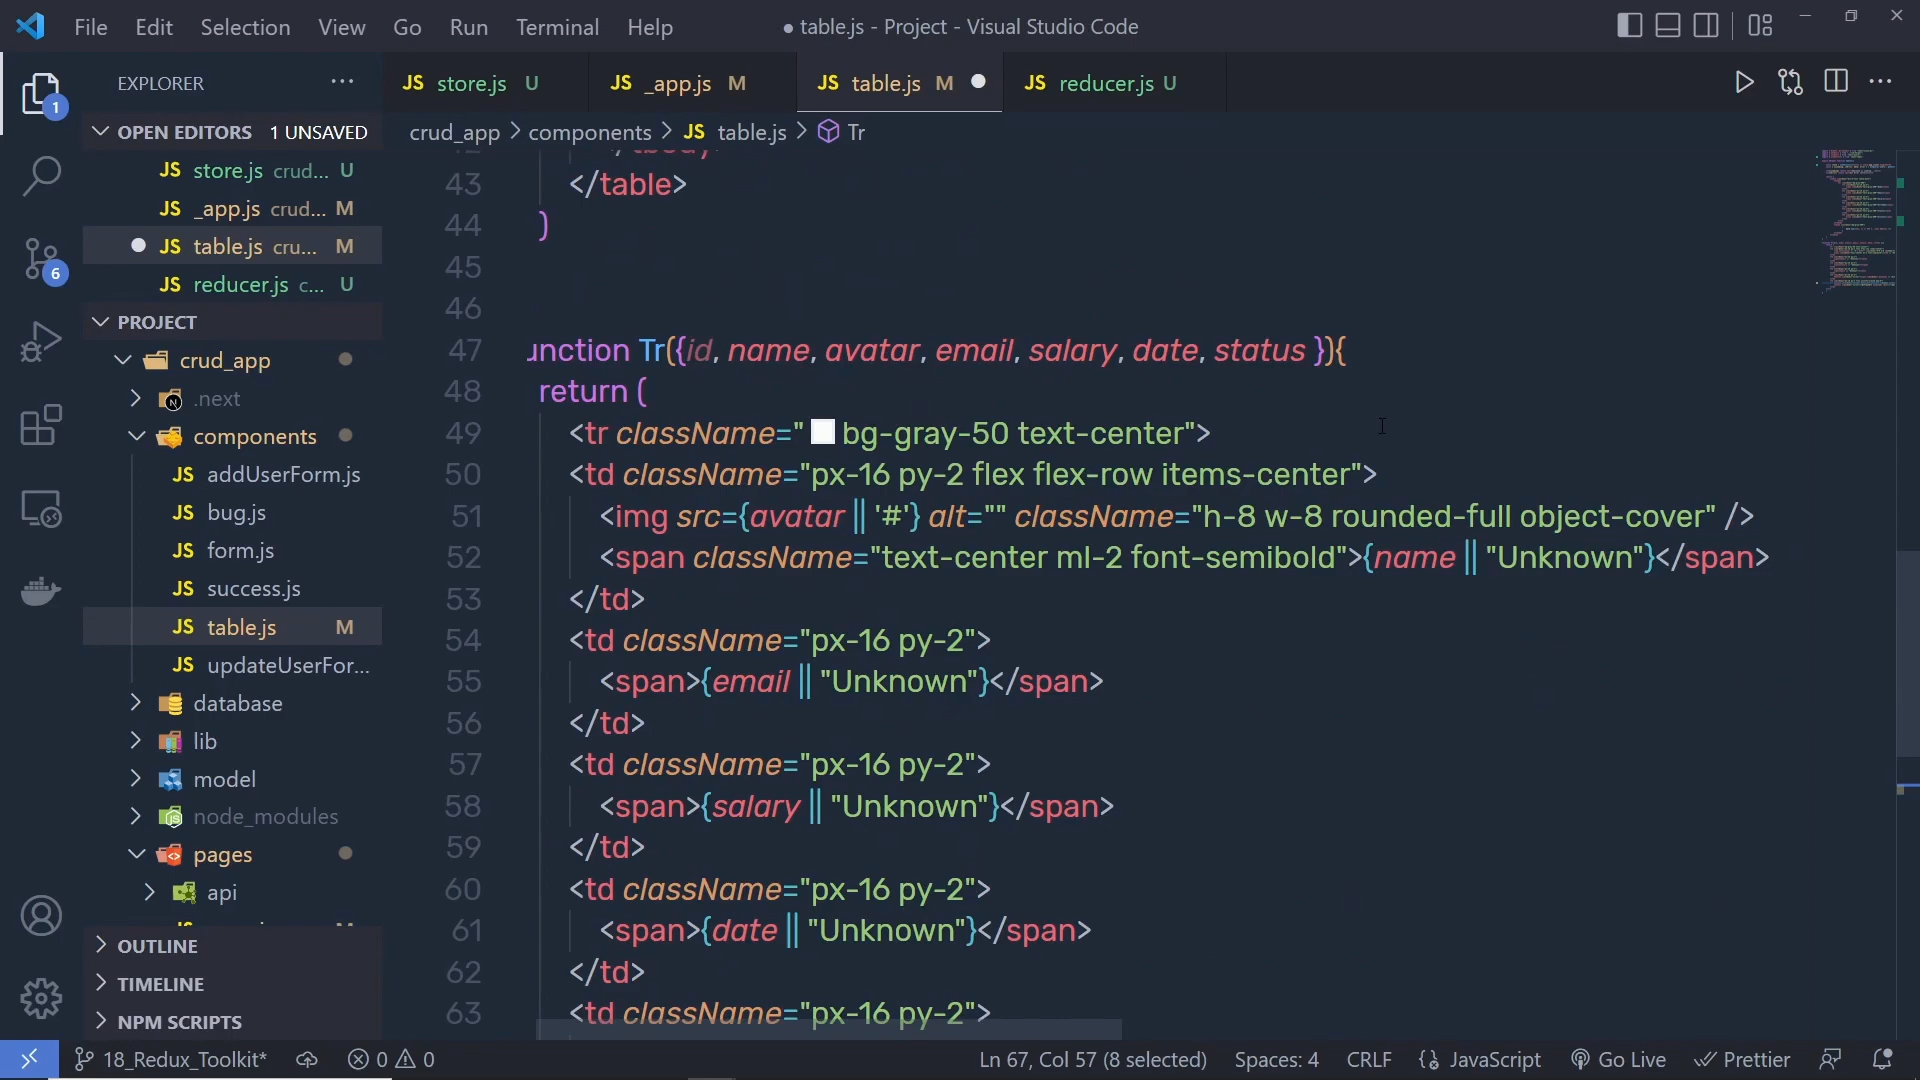 File Edit Selection View Go Run Terminal Help ● table.js - Project - Visual Studio Code
EXPLORER ···
JS store.js U JS _app.js M JS table.js M JS reducer.js U
OPEN EDITORS 1 UNSAVED
crud_app > components > JS table.js > Tr
JS store.js crud... U
JS _app.js crud... M
JS table.js cru... M
JS reducer.js c... U
PROJECT
crud_app
.next
components
JS addUserForm.js
JS bug.js
JS form.js
JS success.js
JS table.js M
JS updateUserFor...
database
lib
model
node_modules
pages
api
OUTLINE
TIMELINE
NPM SCRIPTS
1
6
43 </table>
44 )
45
46
47 unction Tr({id, name, avatar, email, salary, date, status }){
48 return (
49 <tr className="bg-gray-50 text-center">
50 <td className="px-16 py-2 flex flex-row items-center">
51 <img src={avatar || '#'} alt="" className="h-8 w-8 rounded-full object-cover" />
52 <span className="text-center ml-2 font-semibold">{name || "Unknown"}</span>
53 </td>
54 <td className="px-16 py-2">
55 <span>{email || "Unknown"}</span>
56 </td>
57 <td className="px-16 py-2">
58 <span>{salary || "Unknown"}</span>
59 </td>
60 <td className="px-16 py-2">
61 <span>{date || "Unknown"}</span>
62 </td>
63 <td className="px-16 py-2">
18_Redux_Toolkit* 0 0 Ln 67, Col 57 (8 selected) Spaces: 4 CRLF {} JavaScript Go Live Prettier